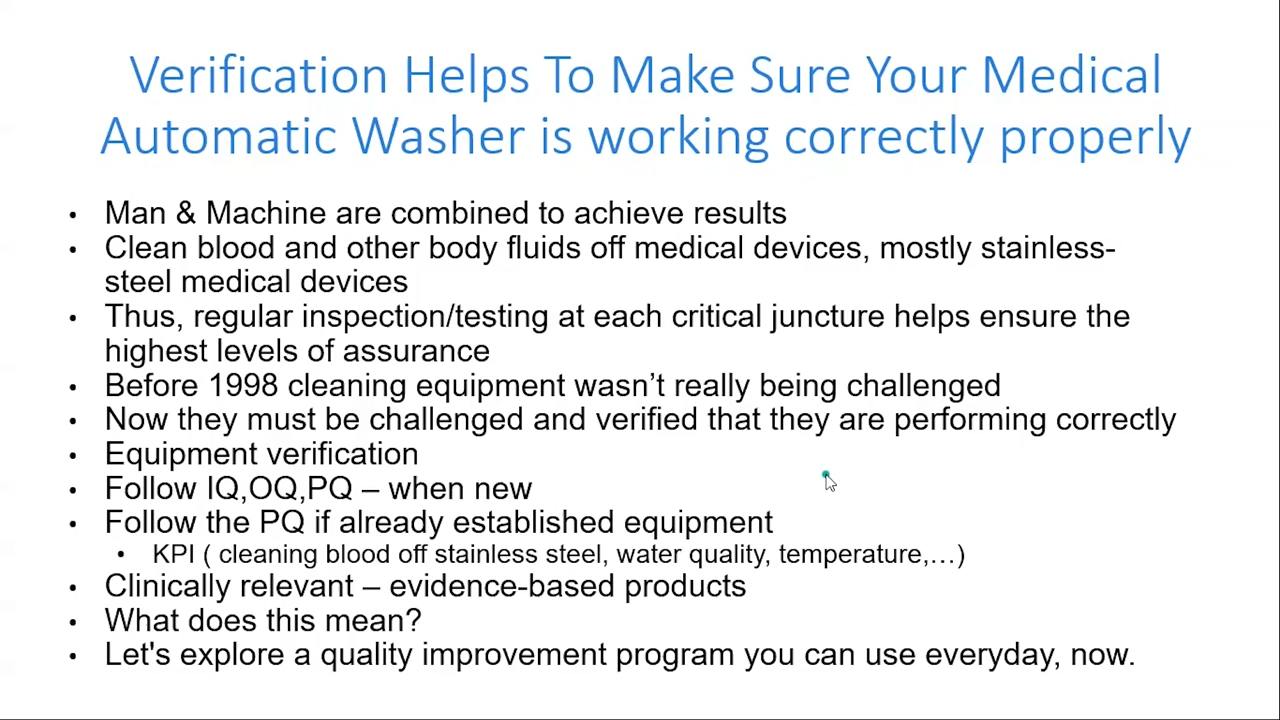 Verification Helps To Make Sure Your Medical
Automatic Washer is working correctly properly
• Man & Machine are combined to achieve results
• Clean blood and other body fluids off medical devices, mostly stainless-
steel medical devices
• Thus, regular inspection/testing at each critical juncture helps ensure the
highest levels of assurance
• Before 1998 cleaning equipment wasn’t really being challenged
• Now they must be challenged and verified that they are performing correctly
• Equipment verification
• Follow IQ,OQ,PQ – when new
• Follow the PQ if already established equipment
• KPI ( cleaning blood off stainless steel, water quality, temperature,…)
• Clinically relevant – evidence-based products
• What does this mean?
• Let's explore a quality improvement program you can use everyday, now.